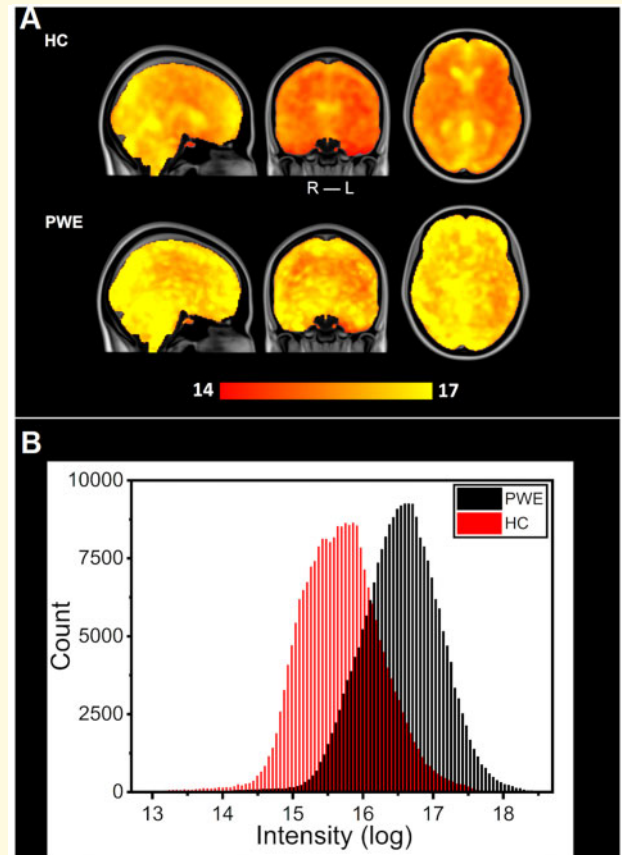 A
HC
R — L
PWE
14 17
B
10000
7500
5000
2500
0
Count
PWE
HC
13 14 15 16 17 18
Intensity (log)